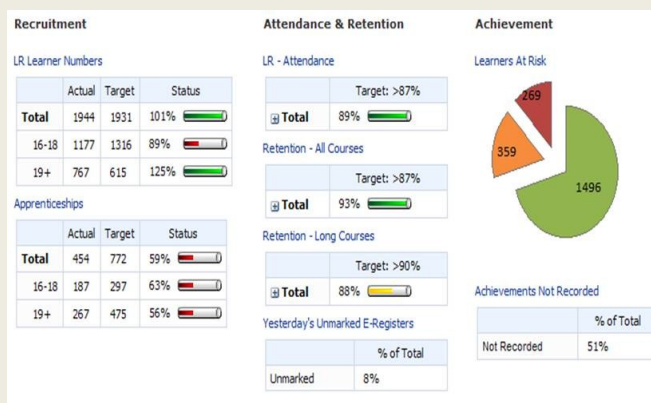 Recruitment
LR Learner Numbers
Actual Target Status
Total 1944 1931 101%
16-18 1177 1316 89%
19+ 767 615 125%
Apprenticeships
Actual Target Status
Total 454 772 59%
16-18 187 297 63%
19+ 267 475 56%
Attendance & Retention
LR - Attendance
Target: >87%
Total 89%
Retention - All Courses
Target: >87%
Total 93%
Retention - Long Courses
Target: >90%
Total 88%
Yesterday's Unmarked E-Registers
% of Total
Unmarked 8%
Achievement
Learners At Risk
269
359
1496
Achievements Not Recorded
% of Total
Not Recorded 51%